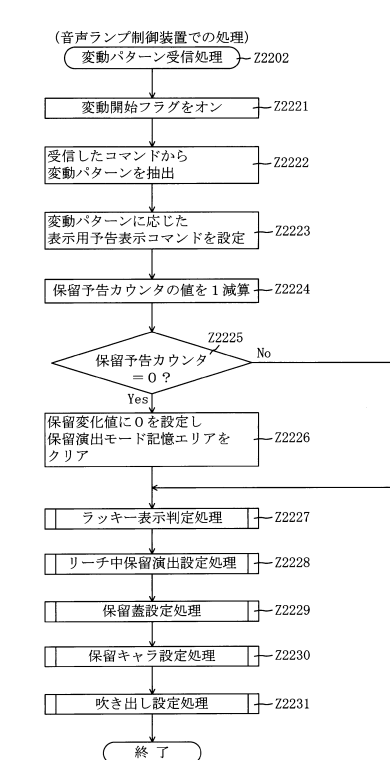 (音声ランプ制御装置での処理)
変動パターン受信処理 Z2202
変動開始フラグをオン Z2221
受信したコマンドから
変動パターンを抽出 Z2222
変動パターンに応じた
表示用予告表示コマンドを設定 Z2223
保留予告カウンタの値を1減算 Z2224
Z2225
保留予告カウンタ
=0?
No
Yes
保留変化値に0を設定し
保留演出モード記憶エリアを
クリア
Z2226
ラッキー表示判定処理 Z2227
リーチ中保留演出設定処理 Z2228
保留蓋設定処理 Z2229
保留キャラ設定処理 Z2230
吹き出し設定処理 Z2231
終了